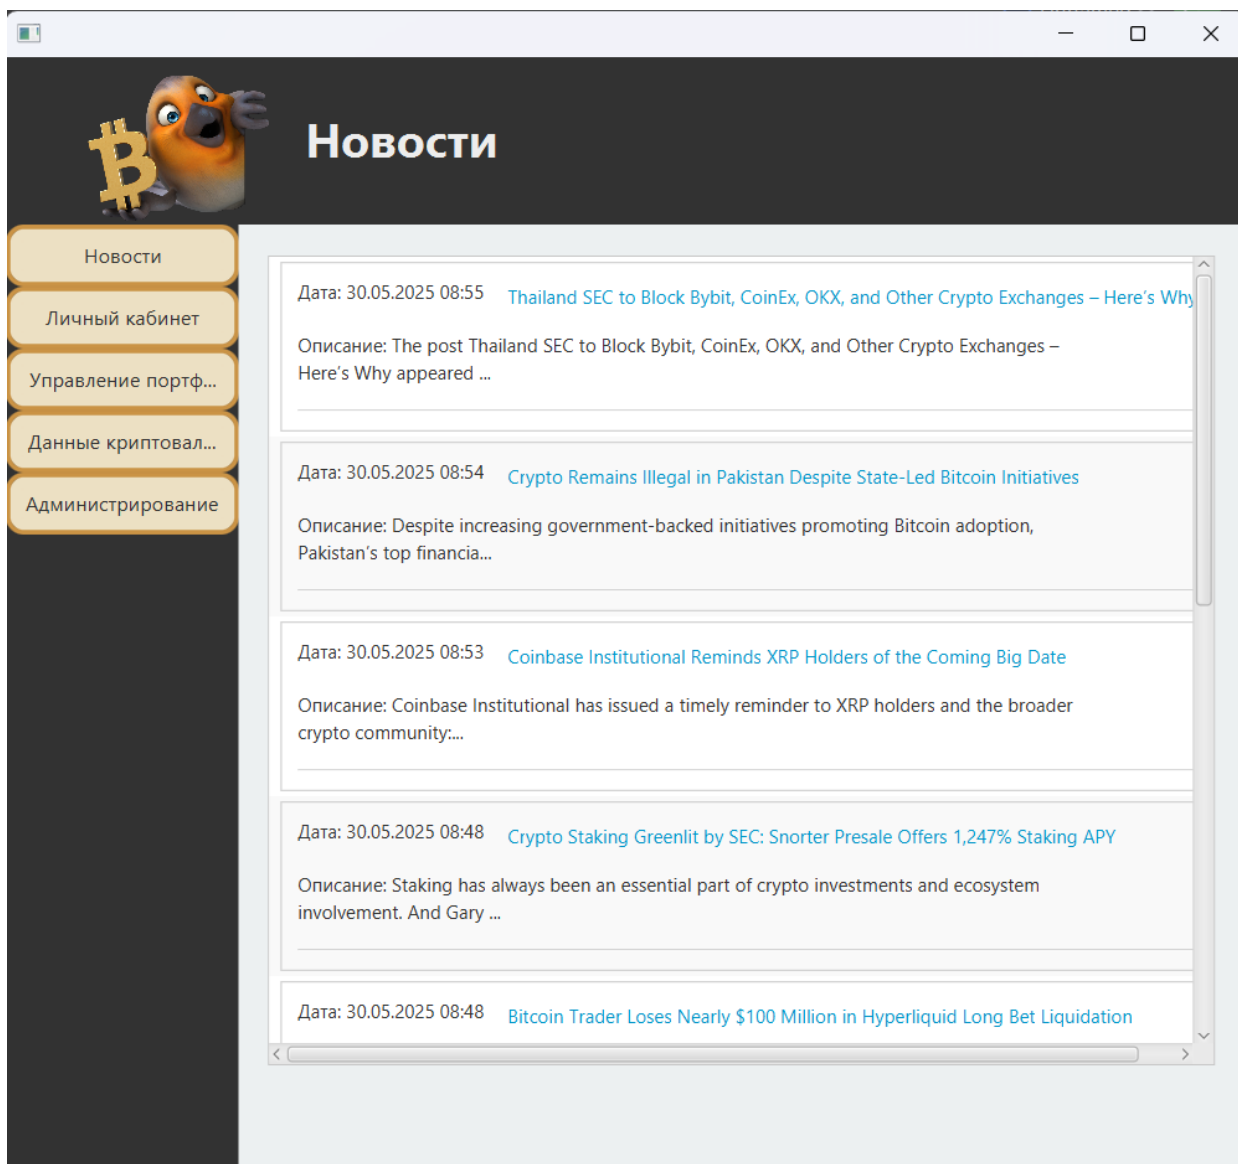 Новости
Новости
Личный кабинет
Управление портф...
Данные криптовал...
Администрирование
Дата: 30.05.2025 08:55 Thailand SEC to Block Bybit, CoinEx, OKX, and Other Crypto Exchanges – Here’s Why
Описание: The post Thailand SEC to Block Bybit, CoinEx, OKX, and Other Crypto Exchanges –
Here’s Why appeared ...
Дата: 30.05.2025 08:54 Crypto Remains Illegal in Pakistan Despite State-Led Bitcoin Initiatives
Описание: Despite increasing government-backed initiatives promoting Bitcoin adoption,
Pakistan’s top financia...
Дата: 30.05.2025 08:53 Coinbase Institutional Reminds XRP Holders of the Coming Big Date
Описание: Coinbase Institutional has issued a timely reminder to XRP holders and the broader
crypto community:...
Дата: 30.05.2025 08:48 Crypto Staking Greenlit by SEC: Snorter Presale Offers 1,247% Staking APY
Описание: Staking has always been an essential part of crypto investments and ecosystem
involvement. And Gary ...
Дата: 30.05.2025 08:48 Bitcoin Trader Loses Nearly $100 Million in Hyperliquid Long Bet Liquidation